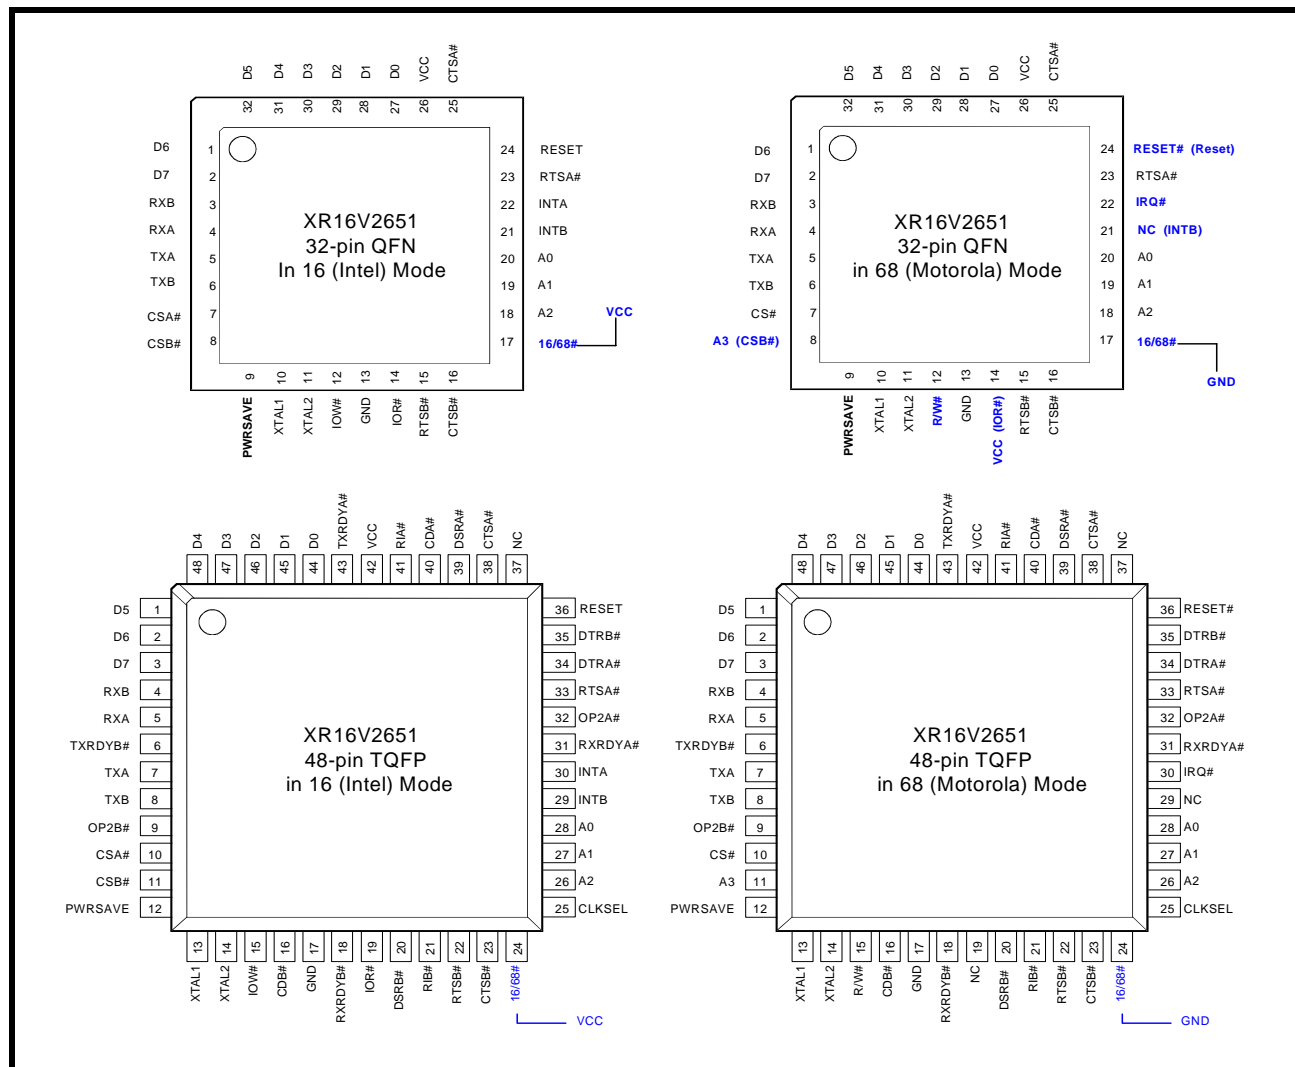 D5 D4 D3 D2 D1 D0 VCC CTSA#
32 31 30 29 28 27 26 25
D6 1
D7 2
RXB 3
RXA 4
TXA 5
TXB 6
CSA# 7
CSB# 8
XR16V2651
32-pin QFN
In 16 (Intel) Mode
24 RESET
23 RTSA#
22 INTA
21 INTB
20 A0
19 A1
18 A2
17 16/68#
VCC
9 10 11 12 13 14 15 16
PWRSAVE XTAL1 XTAL2 IOW# GND IOR# RTSB# CTSB#
D5 D4 D3 D2 D1 D0 VCC CTSA#
32 31 30 29 28 27 26 25
D6 1
D7 2
RXB 3
RXA 4
TXA 5
TXB 6
CS# 7
A3 (CSB#) 8
XR16V2651
32-pin QFN
in 68 (Motorola) Mode
24 RESET# (Reset)
23 RTSA#
22 IRQ#
21 NC (INTB)
20 A0
19 A1
18 A2
17 16/68#
GND
9 10 11 12 13 14 15 16
PWRSAVE XTAL1 XTAL2 R/W# GND VCC (IOR#) RTSB# CTSB#
D4 D3 D2 D1 D0 TXRDYA# VCC RIA# CDA# DSRA# CTSA# NC
48 47 46 45 44 43 42 41 40 39 38 37
D5 1
D6 2
D7 3
RXB 4
RXA 5
TXRDYB# 6
TXA 7
TXB 8
OP2B# 9
CSA# 10
CSB# 11
PWRSAVE 12
XR16V2651
48-pin TQFP
in 16 (Intel) Mode
36 RESET
35 DTRB#
34 DTRA#
33 RTSA#
32 OP2A#
31 RXRDYA#
30 INTA
29 INTB
28 A0
27 A1
26 A2
25 CLKSEL
13 14 15 16 17 18 19 20 21 22 23 24
XTAL1 XTAL2 IOW# CDB# GND RXRDYB# IOR# DSRB# RIB# RTSB# CTSB# 16/68#
VCC
D4 D3 D2 D1 D0 TXRDYA# VCC RIA# CDA# DSRA# CTSA# NC
48 47 46 45 44 43 42 41 40 39 38 37
D5 1
D6 2
D7 3
RXB 4
RXA 5
TXRDYB# 6
TXA 7
TXB 8
OP2B# 9
CS# 10
A3 11
PWRSAVE 12
XR16V2651
48-pin TQFP
in 68 (Motorola) Mode
36 RESET#
35 DTRB#
34 DTRA#
33 RTSA#
32 OP2A#
31 RXRDYA#
30 IRQ#
29 NC
28 A0
27 A1
26 A2
25 CLKSEL
13 14 15 16 17 18 19 20 21 22 23 24
XTAL1 XTAL2 R/W# CDB# GND RXRDYB# NC DSRB# RIB# RTSB# CTSB# 16/68#
GND